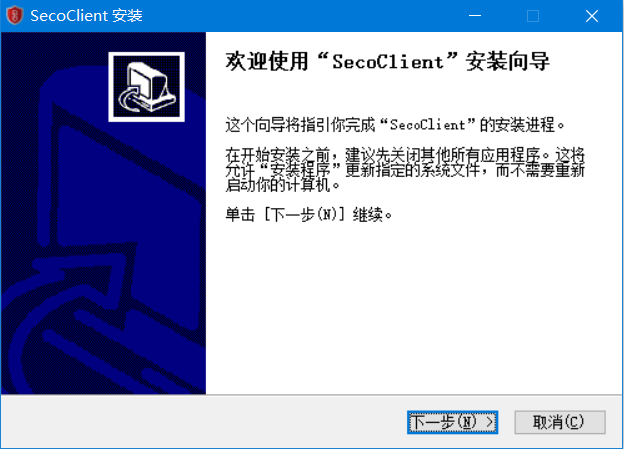 SecoClient 安装
欢迎使用“SecoClient”安装向导
这个向导将指引你完成“SecoClient”的安装进程。
在开始安装之前，建议先关闭其他所有应用程序。这将
允许“安装程序”更新指定的系统文件，而不需要重新
启动你的计算机。
单击 [下一步(N)] 继续。
下一步(N) >
取消(C)